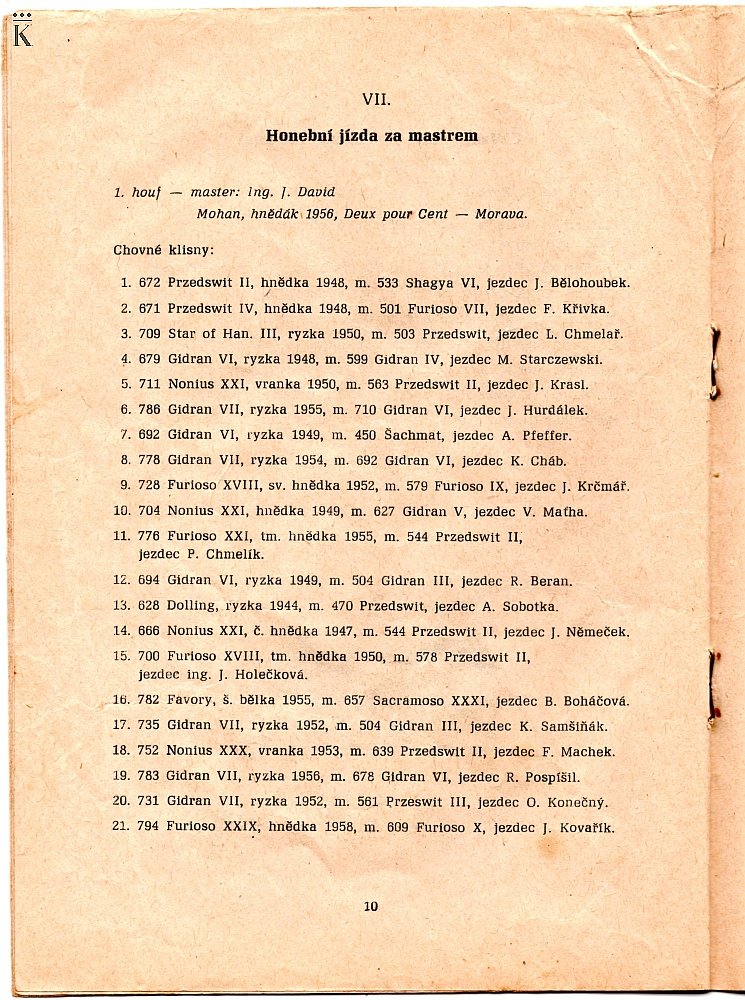 K
VII.
Honební jízda za mastrem
1. houf — master: Ing. J. David
Mohan, hnědák 1956, Deux pour Cent — Morava.
Chovné klisny:
1. 672 Przedswit II, hnědka 1948, m. 533 Shagya VI, jezdec J. Bělohoubek.
2. 671 Przedswit IV, hnědka 1948, m. 501 Furioso VII, jezdec F. Křivka.
3. 709 Star of Han. III, ryzka 1950, m. 503 Przedswit, jezdec L. Chmelař.
4. 679 Gidran VI, ryzka 1948, m. 599 Gidran IV, jezdec M. Starczewski.
5. 711 Nonius XXI, vranka 1950, m. 563 Przedswit II, jezdec J. Krasl.
6. 786 Gidran VII, ryzka 1955, m. 710 Gidran VI, jezdec J. Hurdálek.
7. 692 Gidran VI, ryzka 1949, m. 450 Šachmat, jezdec A. Pfeffer.
8. 778 Gidran VII, ryzka 1954, m. 692 Gidran VI, jezdec K. Cháb.
9. 728 Furioso XVIII, sv. hnědka 1952, m. 579 Furioso IX, jezdec J. Krčmář.
10. 704 Nonius XXI, hnědka 1949, m. 627 Gidran V, jezdec V. Maťha.
11. 776 Furioso XXI, tm. hnědka 1955, m. 544 Przedswit II,
jezdec P. Chmelík.
12. 694 Gidran VI, ryzka 1949, m. 504 Gidran III, jezdec R. Beran.
13. 628 Dolling, ryzka 1944, m. 470 Przedswit, jezdec A. Sobotka.
14. 666 Nonius XXI, č. hnědka 1947, m. 544 Przedswit II, jezdec J. Němeček.
15. 700 Furioso XVIII, tm. hnědka 1950, m. 578 Przedswit II,
jezdec ing. J. Holečková.
16. 782 Favory, š. bělka 1955, m. 657 Sacramoso XXXI, jezdec B. Boháčová.
17. 735 Gidran VII, ryzka 1952, m. 504 Gidran III, jezdec K. Samšiňák.
18. 752 Nonius XXX, vranka 1953, m. 639 Przedswit II, jezdec F. Machek.
19. 783 Gidran VII, ryzka 1956, m. 678 Gidran VI, jezdec R. Pospíšil.
20. 731 Gidran VII, ryzka 1952, m. 561 Przeswit III, jezdec O. Konečný.
21. 794 Furioso XXIX, hnědka 1958, m. 609 Furioso X, jezdec J. Kovařík.
10